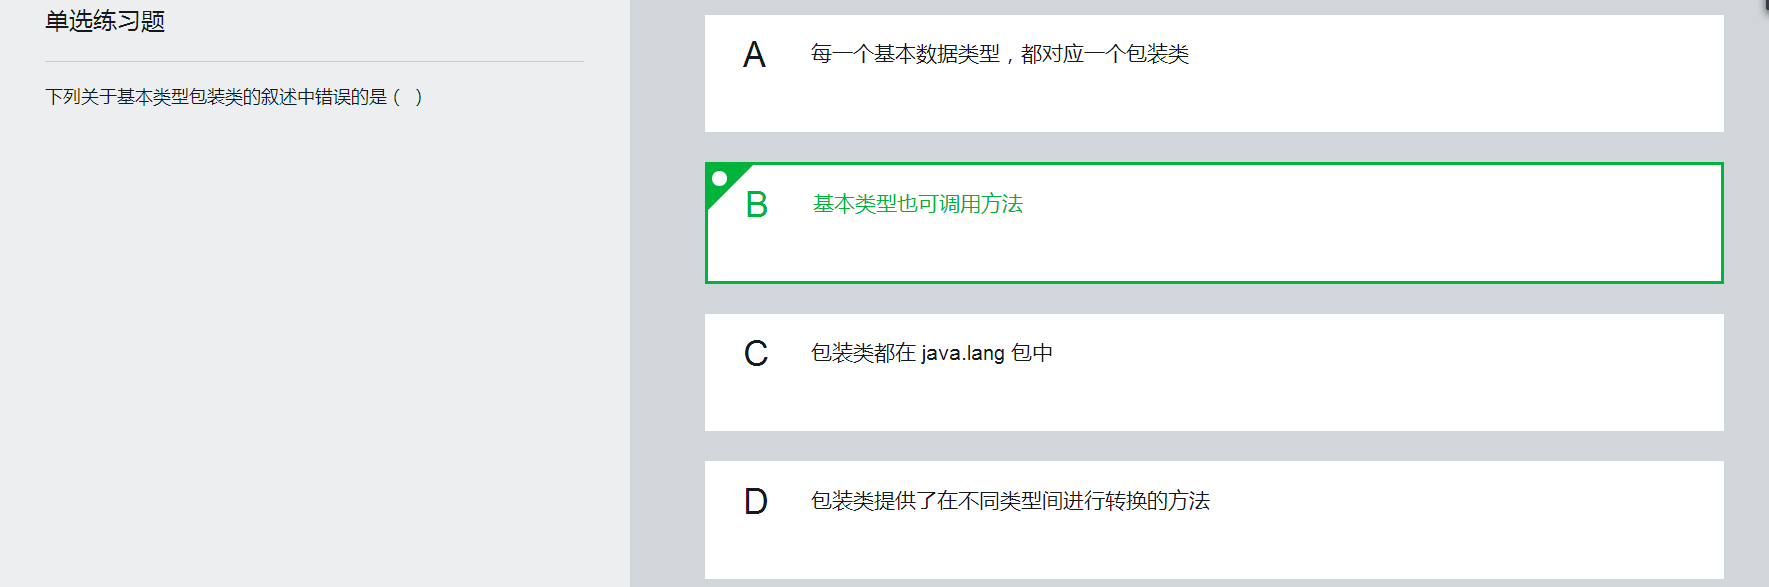 单选练习题
下列关于基本类型包装类的叙述中错误的是（ ）
A 每一个基本数据类型，都对应一个包装类
B 基本类型也可调用方法
C 包装类都在 java.lang 包中
D 包装类提供了在不同类型间进行转换的方法